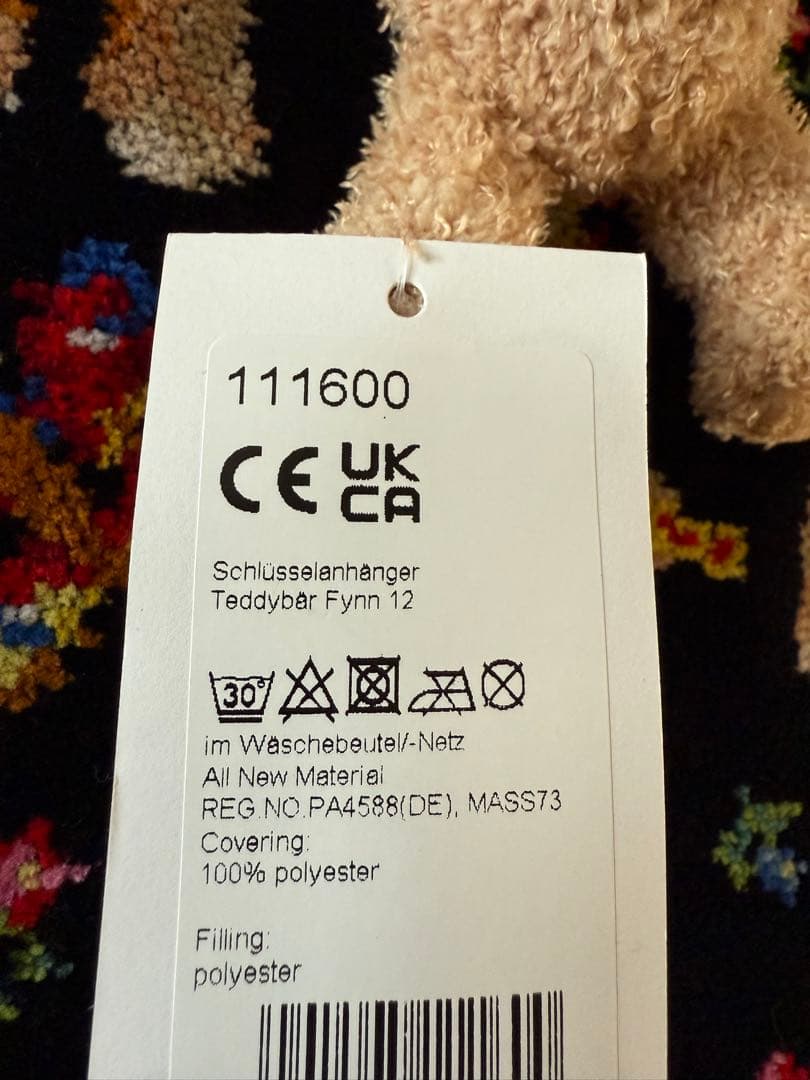 111600
CE UK
CA
Schlüsselanhänger
Teddybär Fynn 12
30°
im Wäschebeutel/-Netz
All New Material
REG.NO.PA4588(DE), MASS73
Covering:
100% polyester
Filling:
polyester